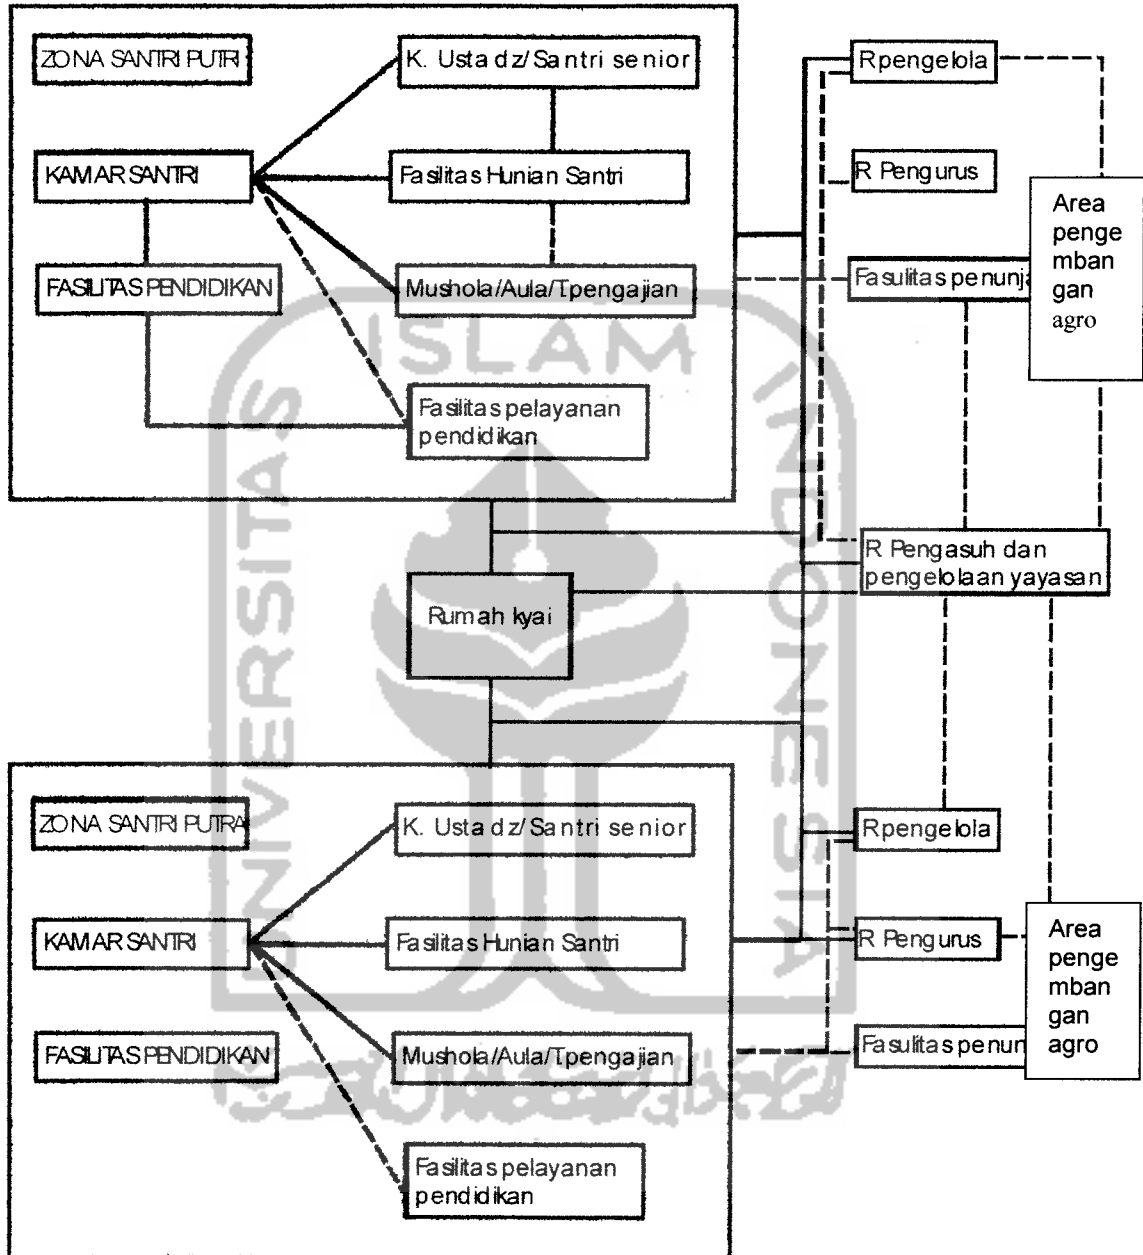 ZONA SANTRI PUTRI
K. Ustadz/Santri senior
Rpengelola
KAMAR SANTRI
Fasilitas Hunian Santri
R Pengurus
Area
penge
mban
gan
agro
FASILITAS PENDIDIKAN
Mushola/Aula/Tpengajian
Fasulitas penunja
Fasilitas pelayanan
pendidikan
R Pengasuh dan
pengelolaan yayasan
Rumah kyai
ZONA SANTRI PUTRA
K. Ustadz/Santri senior
Rpengelola
KAMAR SANTRI
Fasilitas Hunian Santri
R Pengurus
Area
penge
mban
gan
agro
FASILITAS PENDIDIKAN
Mushola/Aula/Tpengajian
Fasulitas penun
Fasilitas pelayanan
pendidikan
UNIVERSITAS
ISLAM
INDONESIA